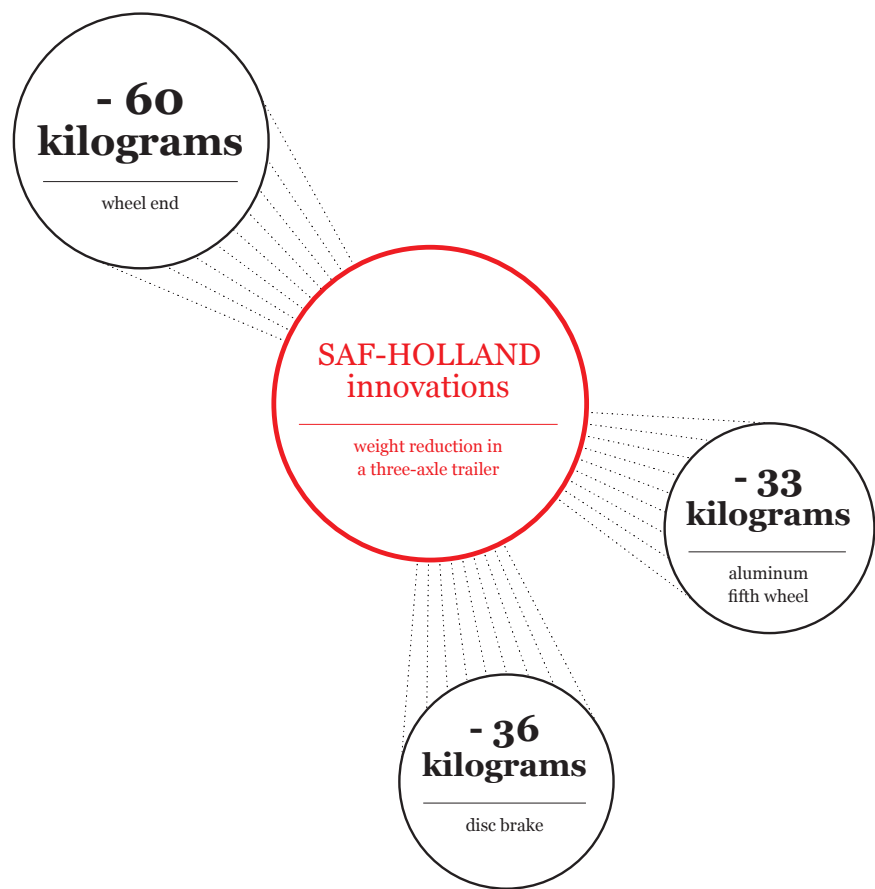 - 60
kilograms
wheel end
SAF-HOLLAND
innovations
weight reduction in
a three-axle trailer
- 33
kilograms
aluminum
fifth wheel
- 36
kilograms
disc brake